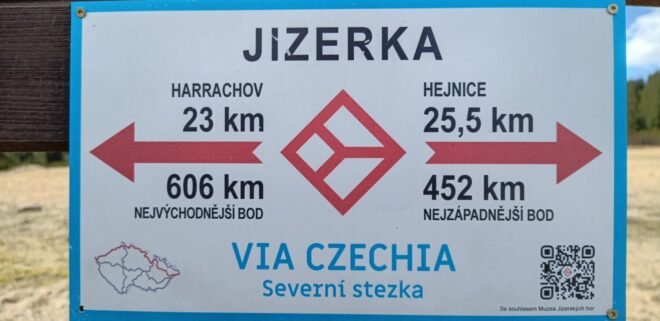 JIZERKA
HARRACHOV
23 km
606 km
NEJVÝCHODNĚJŠÍ BOD
HEJNICE
25,5 km
452 km
NEJZÁPADNĚJŠÍ BOD
VIA CZECHIA
Severní stezka
Se souhlasem Muzea Jizerských hor